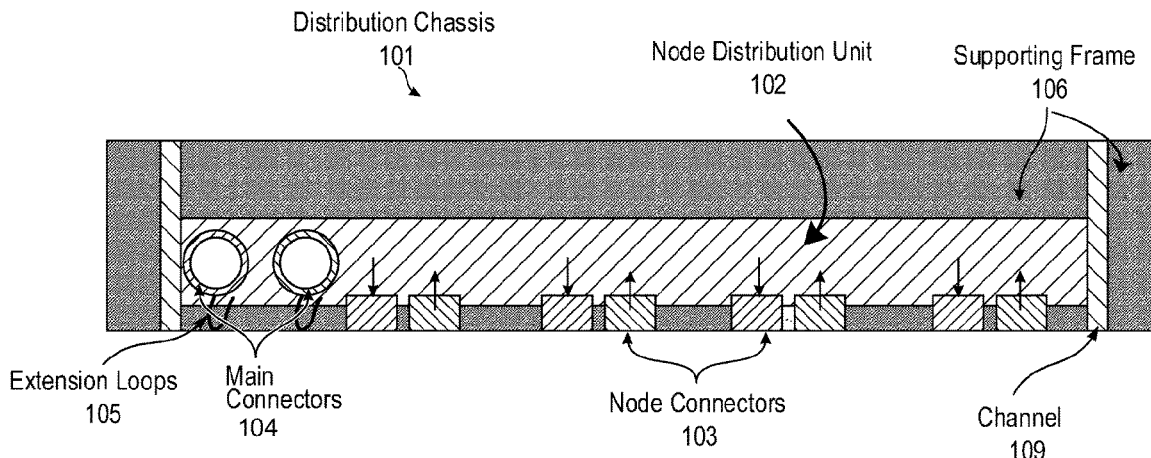 Distribution Chassis
101
Node Distribution Unit
102
Supporting Frame
106
Extension Loops
105
Main
Connectors
104
Node Connectors
103
Channel
109